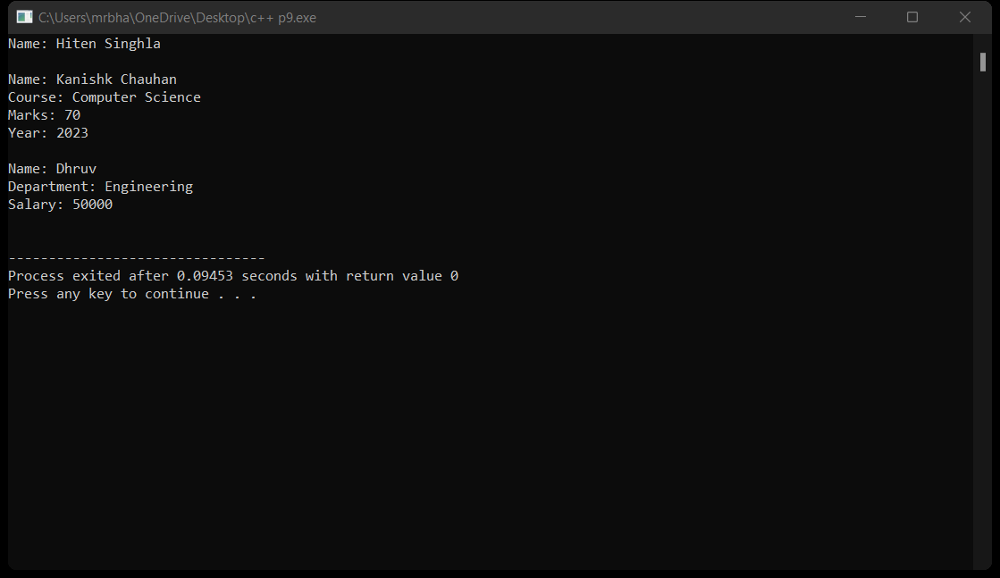 C:\Users\mrbha\OneDrive\Desktop\c++ p9.exe
Name: Hiten Singhla
Name: Kanishk Chauhan
Course: Computer Science
Marks: 70
Year: 2023
Name: Dhruv
Department: Engineering
Salary: 50000
--------------------------------
Process exited after 0.09453 seconds with return value 0
Press any key to continue . . .